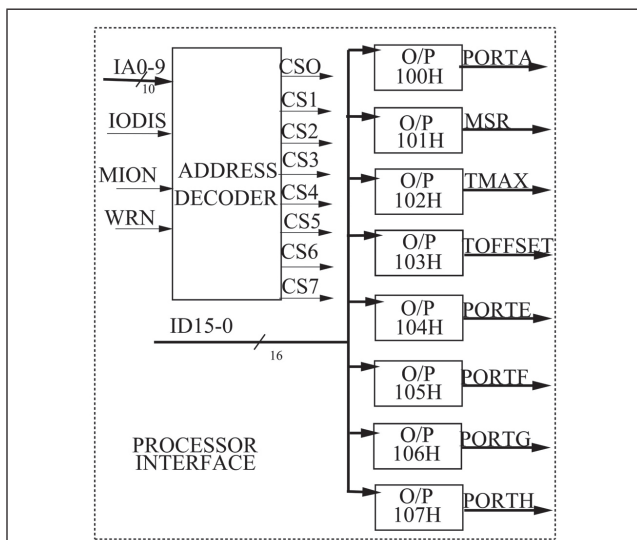 IA0-9
10
IODIS
MION
WRN
ADDRESS
DECODER
CSO
CS1
CS2
CS3
CS4
CS5
CS6
CS7
ID15-0
16
PROCESSOR
INTERFACE
O/P
100H
PORTA
O/P
101H
MSR
O/P
102H
TMAX
O/P
103H
TOFFSET
O/P
104H
PORTE
O/P
105H
PORTF
O/P
106H
PORTG
O/P
107H
PORTH